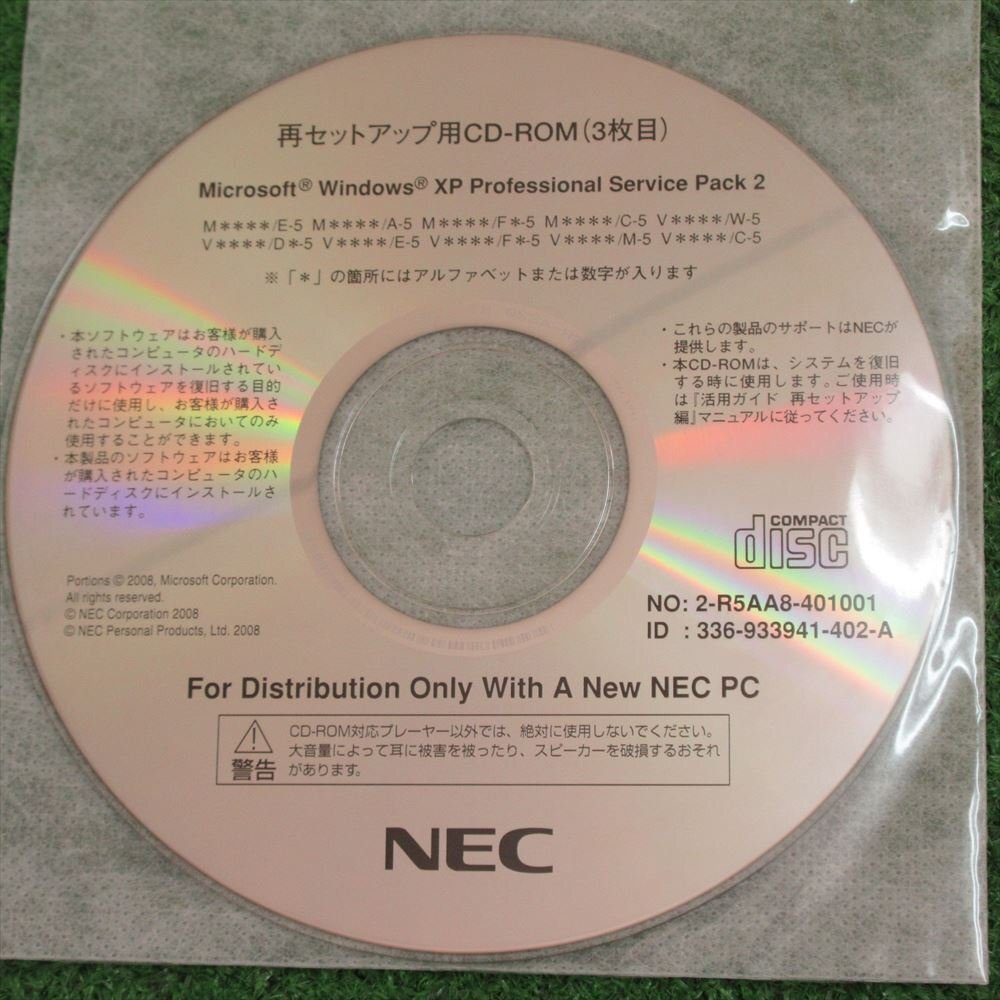 再セットアップ用CD-ROM(3枚目)
Microsoft® Windows® XP Professional Service Pack 2
M＊＊＊＊/E-5 M＊＊＊＊/A-5 M＊＊＊＊/F＊-5 M＊＊＊＊/C-5 V＊＊＊＊/W-5
V＊＊＊＊/D＊-5 V＊＊＊＊/E-5 V＊＊＊＊/F＊-5 V＊＊＊＊/M-5 V＊＊＊＊/C-5
※「＊」の箇所にはアルファベットまたは数字が入ります
・本ソフトウェアはお客様が購入
されたコンピュータのハードデ
ィスクにインストールされてい
るソフトウェアを復旧する目的
だけに使用し、お客様が購入さ
れたコンピュータにおいてのみ
使用することができます。
・本製品のソフトウェアはお客様
が購入されたコンピュータのハ
ードディスクにインストールさ
れています。
・これらの製品のサポートはNECが
提供します。
・本CD-ROMは、システムを復旧
する時に使用します。ご使用時
は『活用ガイド 再セットアップ
編』マニュアルに従ってください。
COMPACT
disc
Portions © 2008, Microsoft Corporation.
All rights reserved.
© NEC Corporation 2008
© NEC Personal Products, Ltd. 2008
NO: 2-R5AA8-401001
ID : 336-933941-402-A
For Distribution Only With A New NEC PC
警告
CD-ROM対応プレーヤー以外では、絶対に使用しないでください。
大音量によって耳に被害を被ったり、スピーカーを破損するおそれ
があります。
NEC